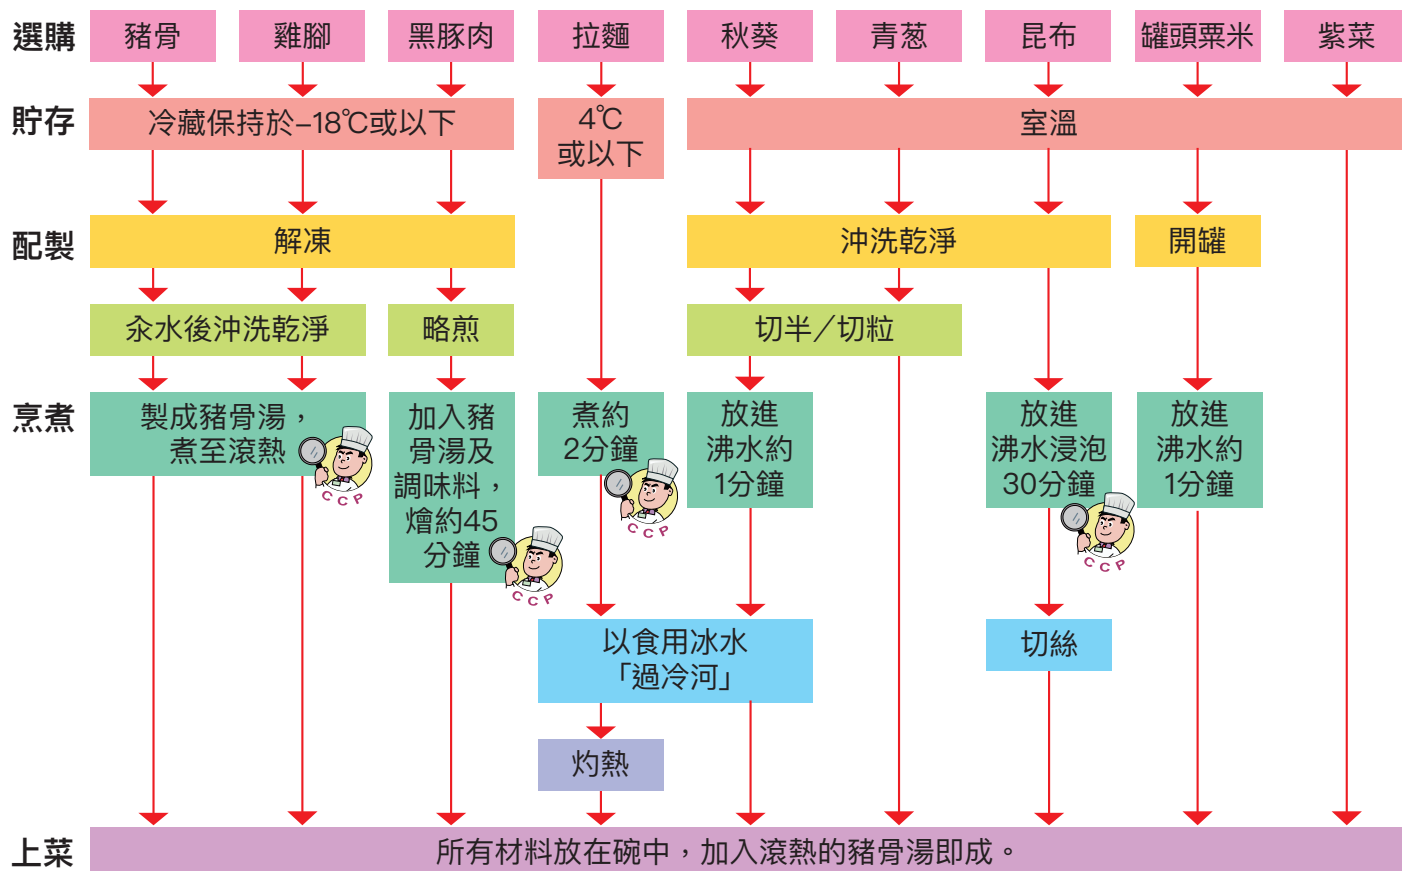 選購
豬骨
雞腳
黑豚肉
拉麵
秋葵
青葱
昆布
罐頭粟米
紫菜
貯存
冷藏保持於–18℃或以下
4℃
或以下
室溫
配製
解凍
沖洗乾淨
開罐
汆水後沖洗乾淨
略煎
切半／切粒
烹煮
製成豬骨湯，
煮至滾熱
CCP
加入豬
骨湯及
調味料，
燴約45
分鐘
CCP
煮約
2分鐘
CCP
放進
沸水約
1分鐘
放進
沸水浸泡
30分鐘
CCP
放進
沸水約
1分鐘
以食用冰水
「過冷河」
切絲
灼熱
上菜
所有材料放在碗中，加入滾熱的豬骨湯即成。